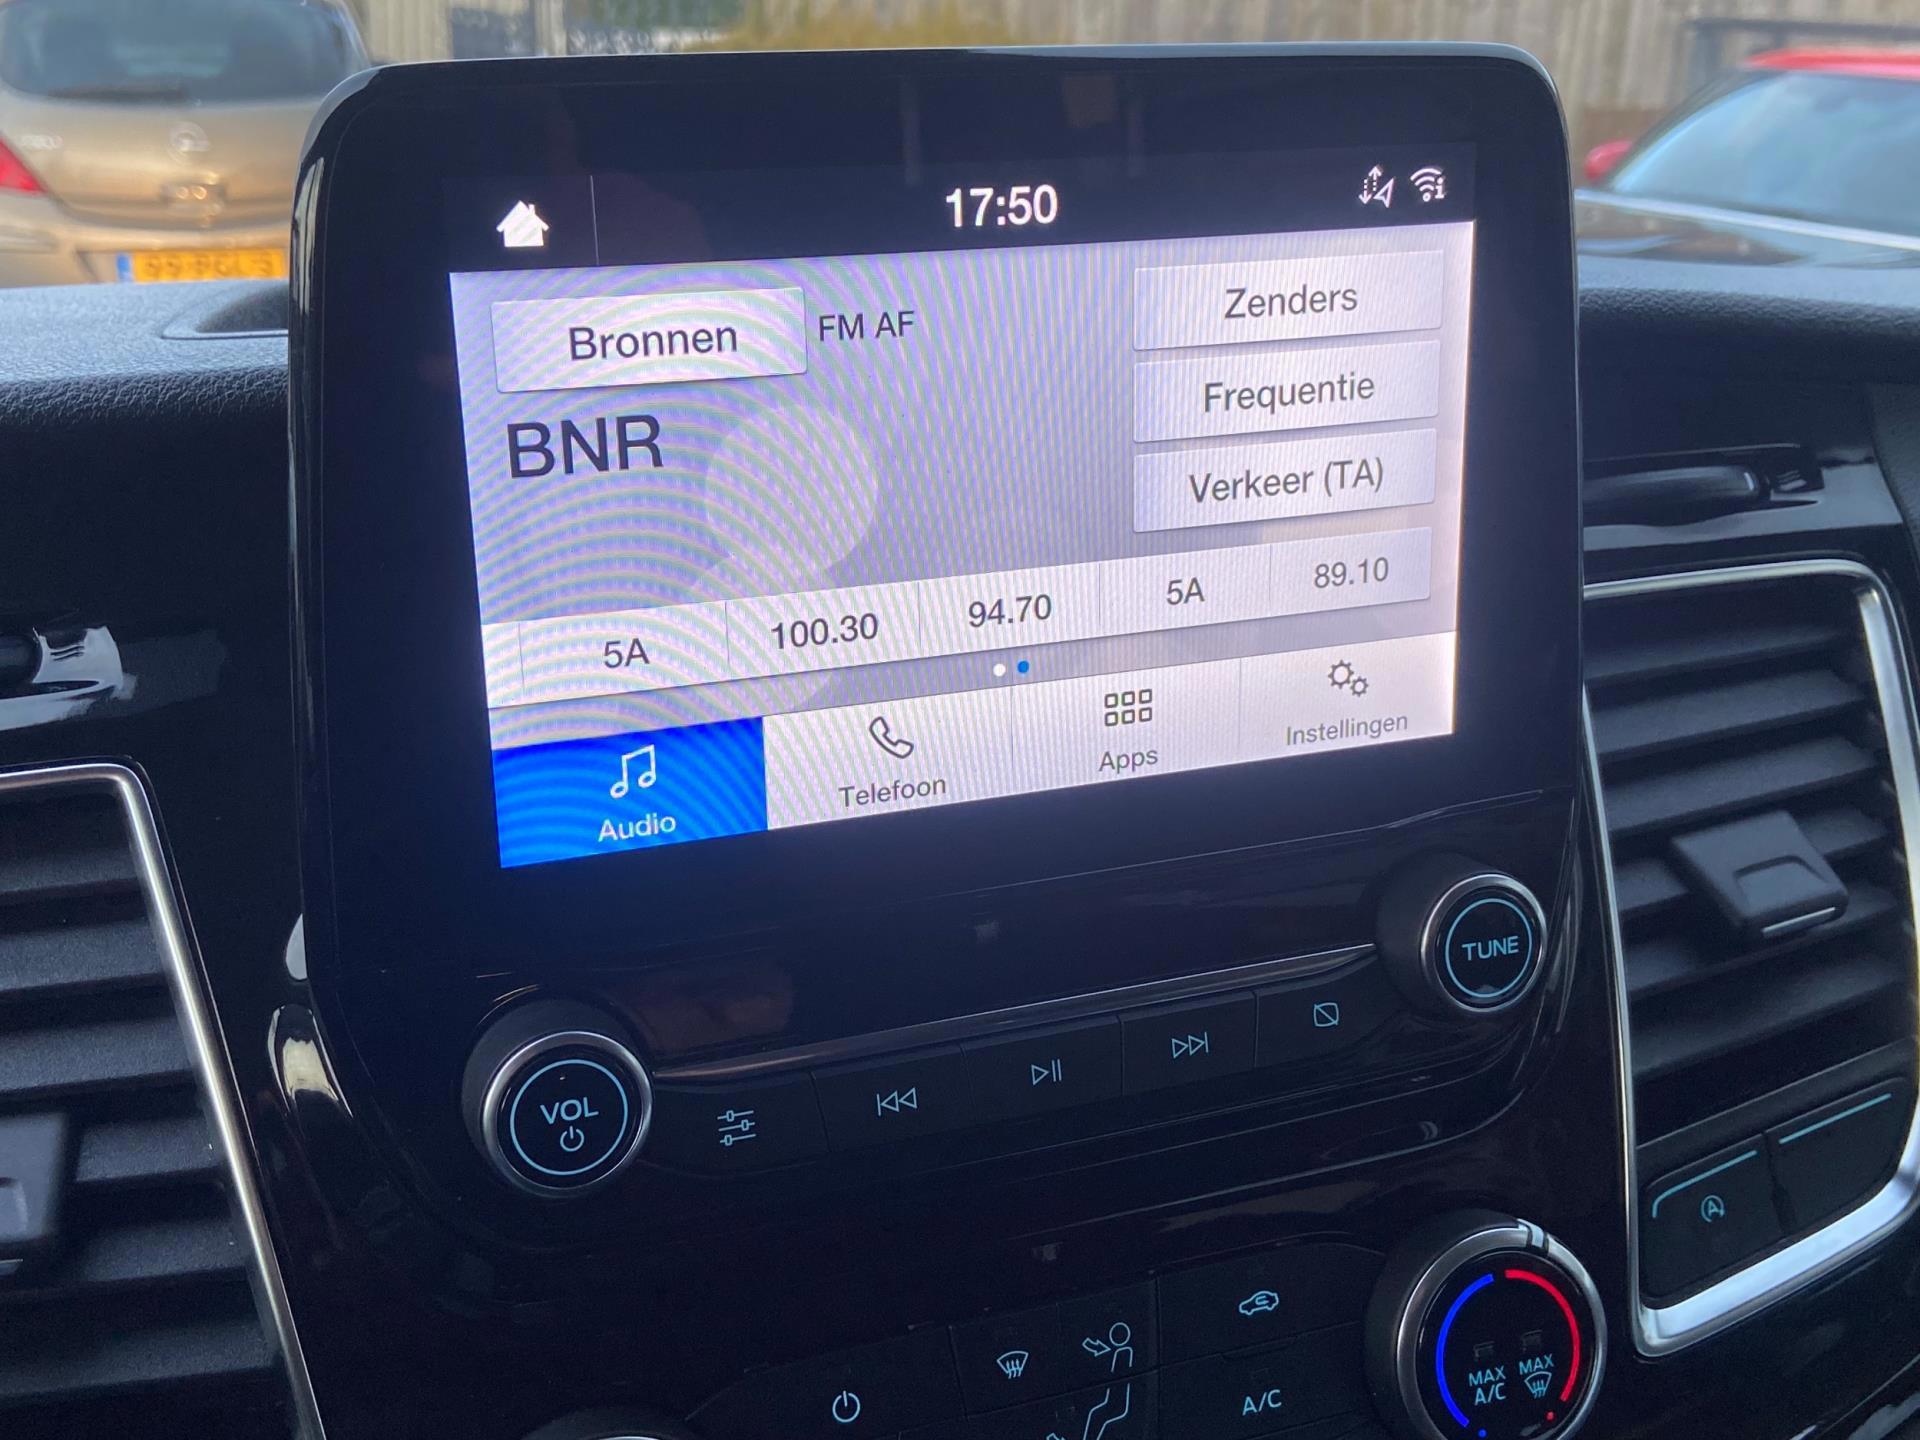 17:50
Bronnen
FM AF
Zenders
BNR
Frequentie
Verkeer (TA)
5A
100.30
94.70
5A
89.10
Audio
Telefoon
Apps
Instellingen
VOL
TUNE
A
A/C
MAX
A/C
MAX